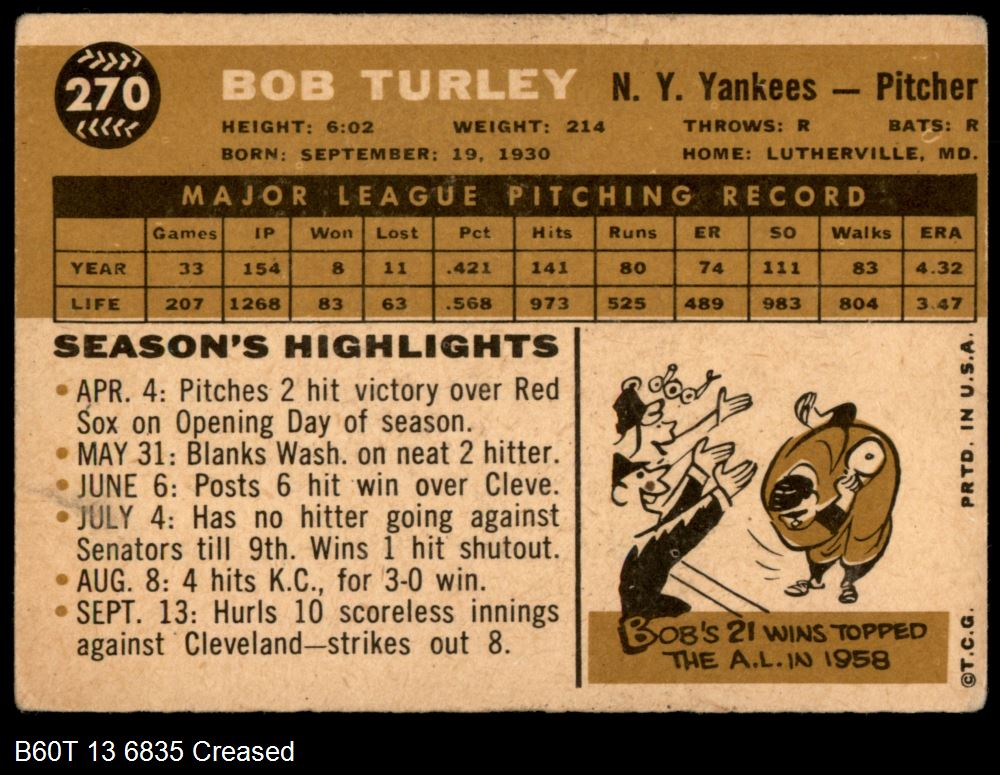 270
BOB TURLEY N. Y. Yankees — Pitcher
HEIGHT: 6:02 WEIGHT: 214 THROWS: R BATS: R
BORN: SEPTEMBER: 19, 1930 HOME: LUTHERVILLE, MD.
MAJOR LEAGUE PITCHING RECORD
Games IP Won Lost Pct Hits Runs ER SO Walks ERA
YEAR 33 154 8 11 .421 141 80 74 111 83 4.32
LIFE 207 1268 83 63 .568 973 525 489 983 804 3.47
SEASON'S HIGHLIGHTS
• APR. 4: Pitches 2 hit victory over Red
Sox on Opening Day of season.
• MAY 31: Blanks Wash. on neat 2 hitter.
• JUNE 6: Posts 6 hit win over Cleve.
• JULY 4: Has no hitter going against
Senators till 9th. Wins 1 hit shutout.
• AUG. 8: 4 hits K.C., for 3-0 win.
• SEPT. 13: Hurls 10 scoreless innings
against Cleveland—strikes out 8.
BOB'S 21 WINS TOPPED
THE A.L. IN 1958
©T.C.G. PRTD. IN U.S.A.
B60T 13 6835 Creased